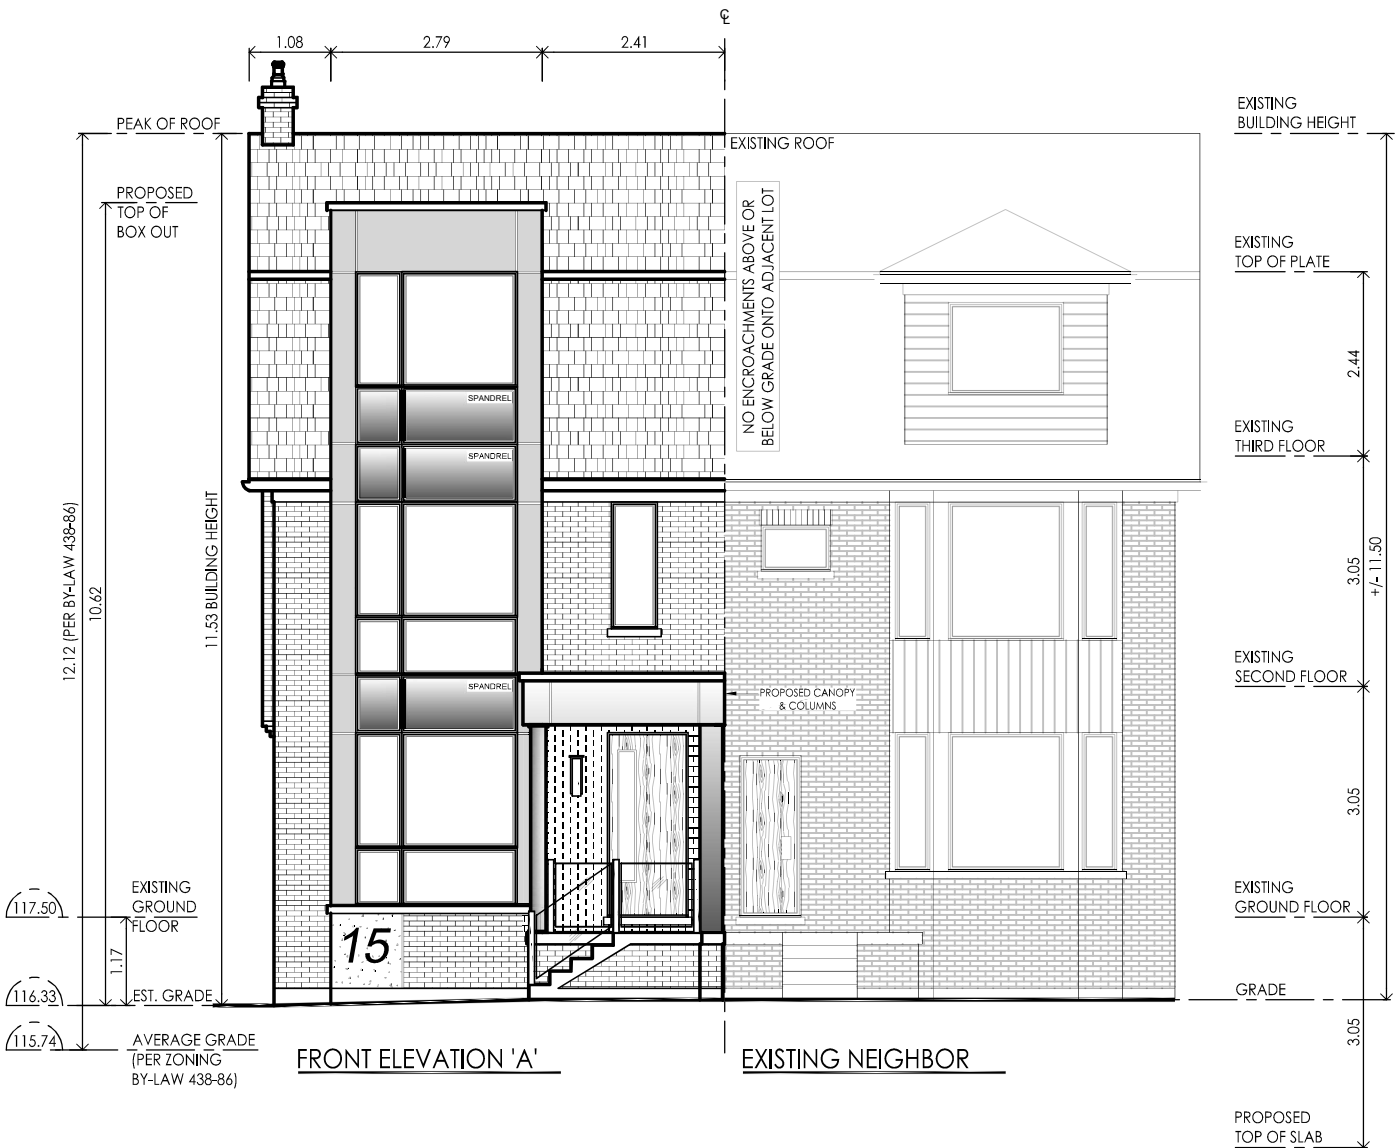 ℄
1.08
2.79
2.41
PEAK OF ROOF
EXISTING
BUILDING HEIGHT
EXISTING ROOF
PROPOSED
TOP OF
BOX OUT
NO ENCROACHMENTS ABOVE OR
BELOW GRADE ONTO ADJACENT LOT
EXISTING
TOP OF PLATE
2.44
SPANDREL
EXISTING
THIRD FLOOR
SPANDREL
12.12 (PER BY-LAW 438-86)
10.62
11.53 BUILDING HEIGHT
3.05
+/- 11.50
EXISTING
SECOND FLOOR
SPANDREL
PROPOSED CANOPY
& COLUMNS
3.05
EXISTING
GROUND
FLOOR
117.50
EXISTING
GROUND FLOOR
15
1.17
116.33
EST. GRADE
GRADE
115.74
AVERAGE GRADE
(PER ZONING
BY-LAW 438-86)
3.05
FRONT ELEVATION 'A'
EXISTING NEIGHBOR
PROPOSED
TOP OF SLAB